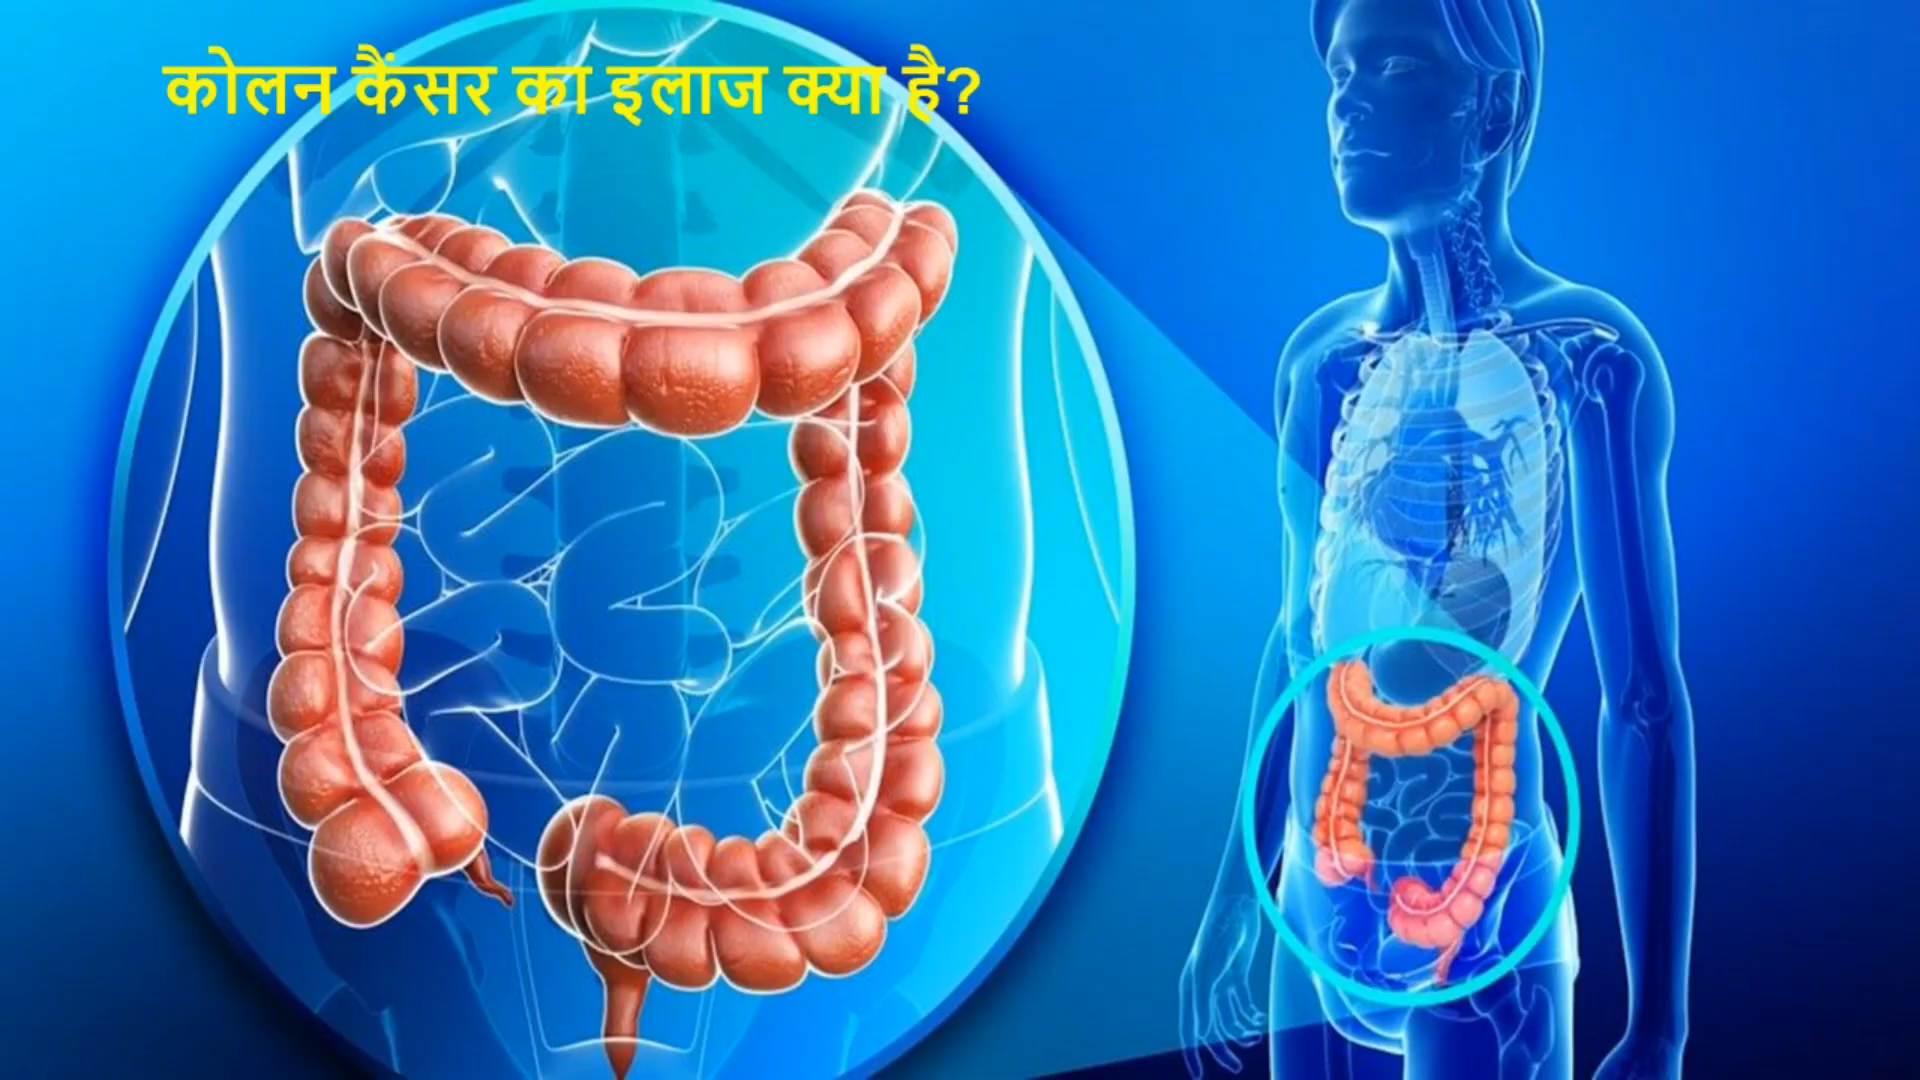 कोलन कैंसर का इलाज क्या है?